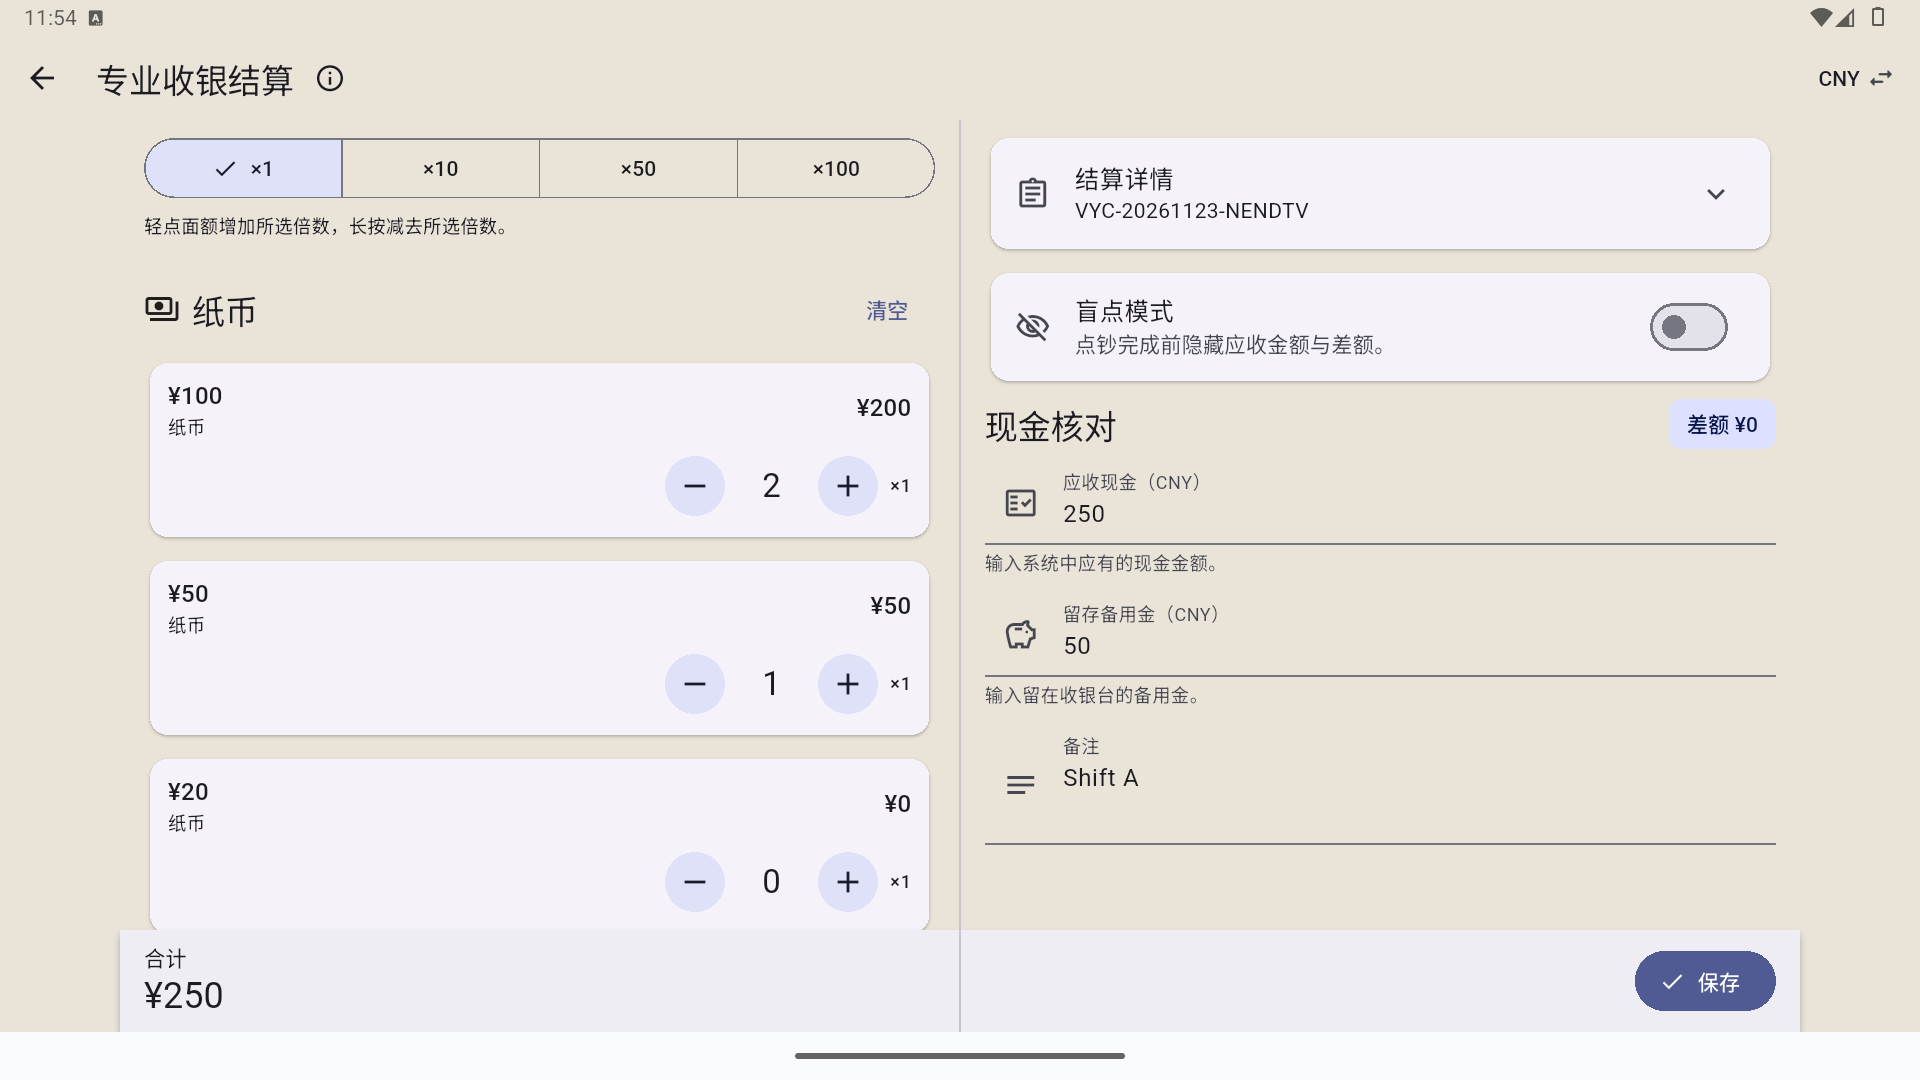 11:54
专业收银结算
CNY
×1
×10
×50
×100
轻点面额增加所选倍数，长按减去所选倍数。
纸币
清空
¥100
纸币
¥200
2
×1
¥50
纸币
¥50
1
×1
¥20
纸币
¥0
0
×1
合计
¥250
结算详情
VYC-20261123-NENDTV
盲点模式
点钞完成前隐藏应收金额与差额。
现金核对
差额 ¥0
应收现金（CNY）
250
输入系统中应有的现金金额。
留存备用金（CNY）
50
输入留在收银台的备用金。
备注
Shift A
保存